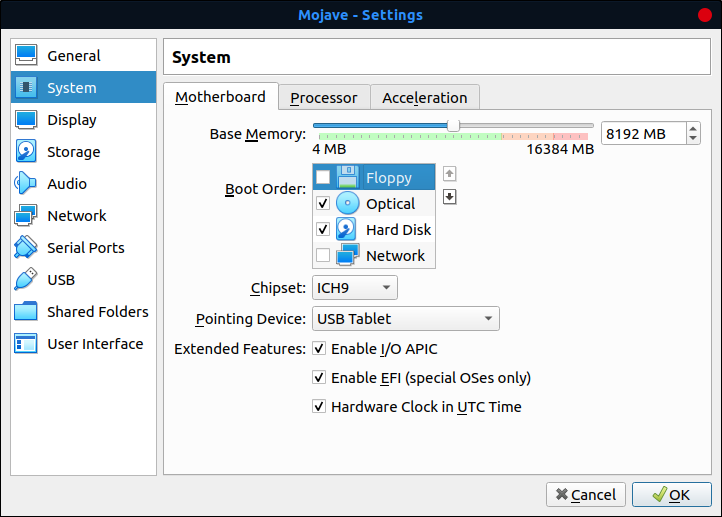 Mojave - Settings
General
System
Display
Storage
Audio
Network
Serial Ports
USB
Shared Folders
User Interface
System
Motherboard Processor Acceleration
Base Memory: 8192 MB
4 MB 16384 MB
Boot Order: Floppy
Optical
Hard Disk
Network
Chipset: ICH9
Pointing Device: USB Tablet
Extended Features: Enable I/O APIC
Enable EFI (special OSes only)
Hardware Clock in UTC Time
Cancel OK